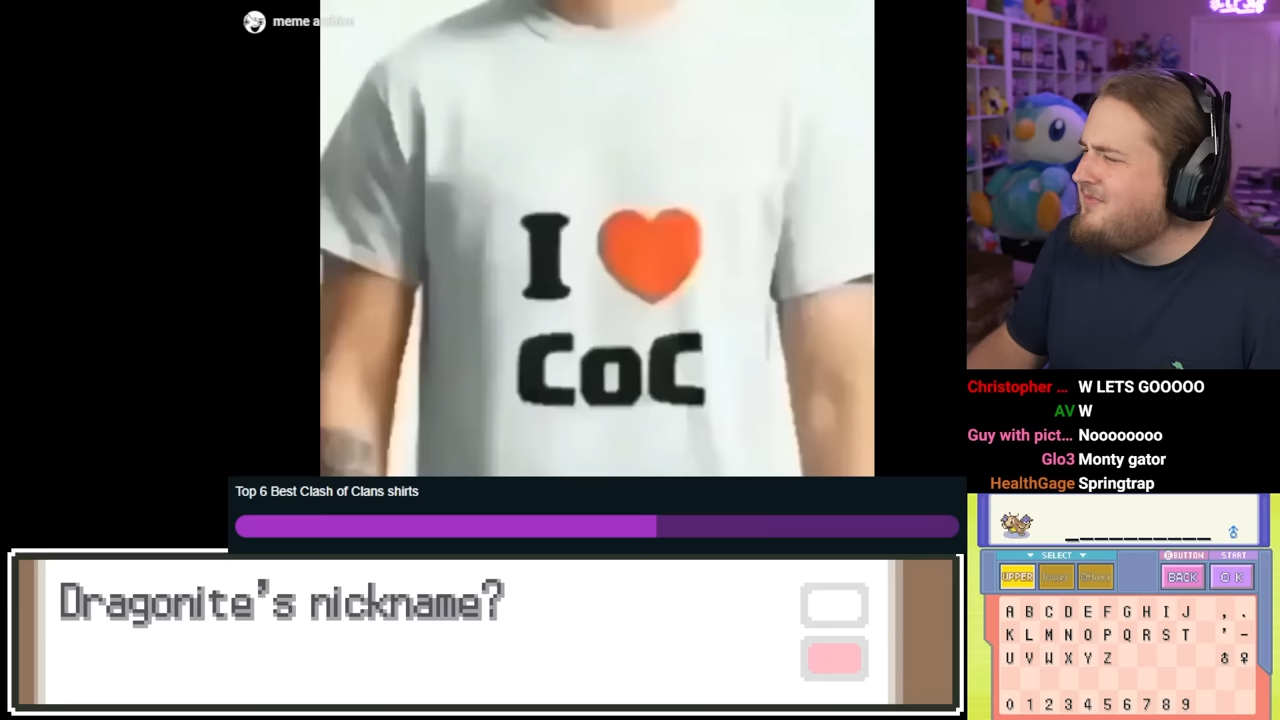 meme archive
I ❤
CoC
Top 6 Best Clash of Clans shirts
Dragonite's nickname?
Christopher ... W LETS GOOOOO
AV W
Guy with pict... Noooooooo
Glo3 Monty gator
HealthGage Springtrap
SELECT BUTTON START
UPPER lower Others BACK OK
A B C D E F G H I J , .
K L M N O P Q R S T ' -
U V W X Y Z ♂ ♀
0 1 2 3 4 5 6 7 8 9